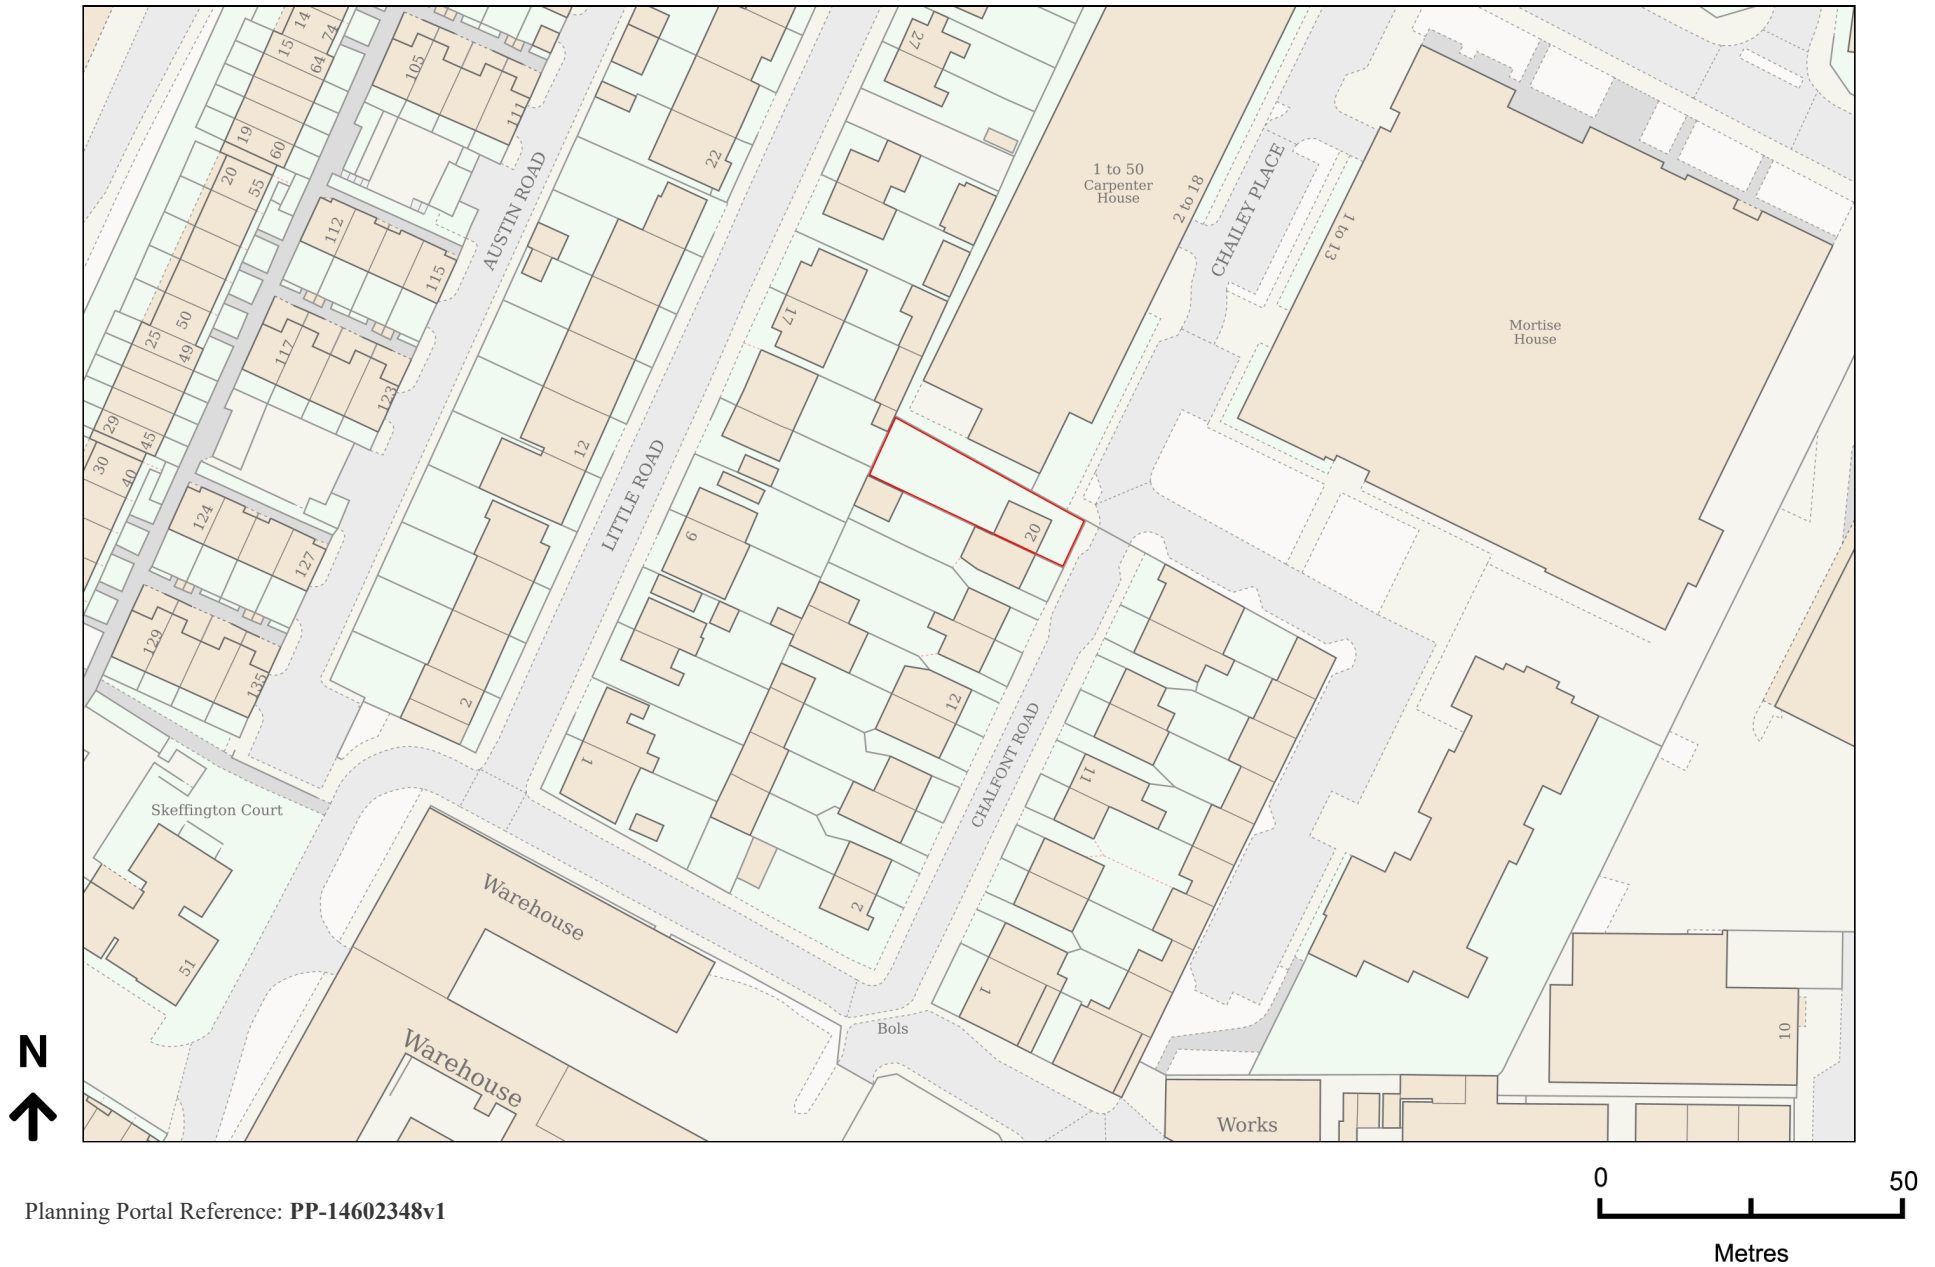 14
74
15
64
105
27
111
19
60
22
20
55
AUSTIN ROAD
1 to 50
Carpenter
House
2 to 18
CHAILEY PLACE
1 to 13
112
115
17
50
25
49
117
Mortise
House
123
29
45
12
30
40
LITTLE ROAD
124
127
9
20
129
135
2
12
CHALFONT ROAD
1
11
Skeffington Court
Warehouse
2
51
1
Bols
10
Warehouse
Works
N
0
50
Metres
Planning Portal Reference: PP-14602348v1